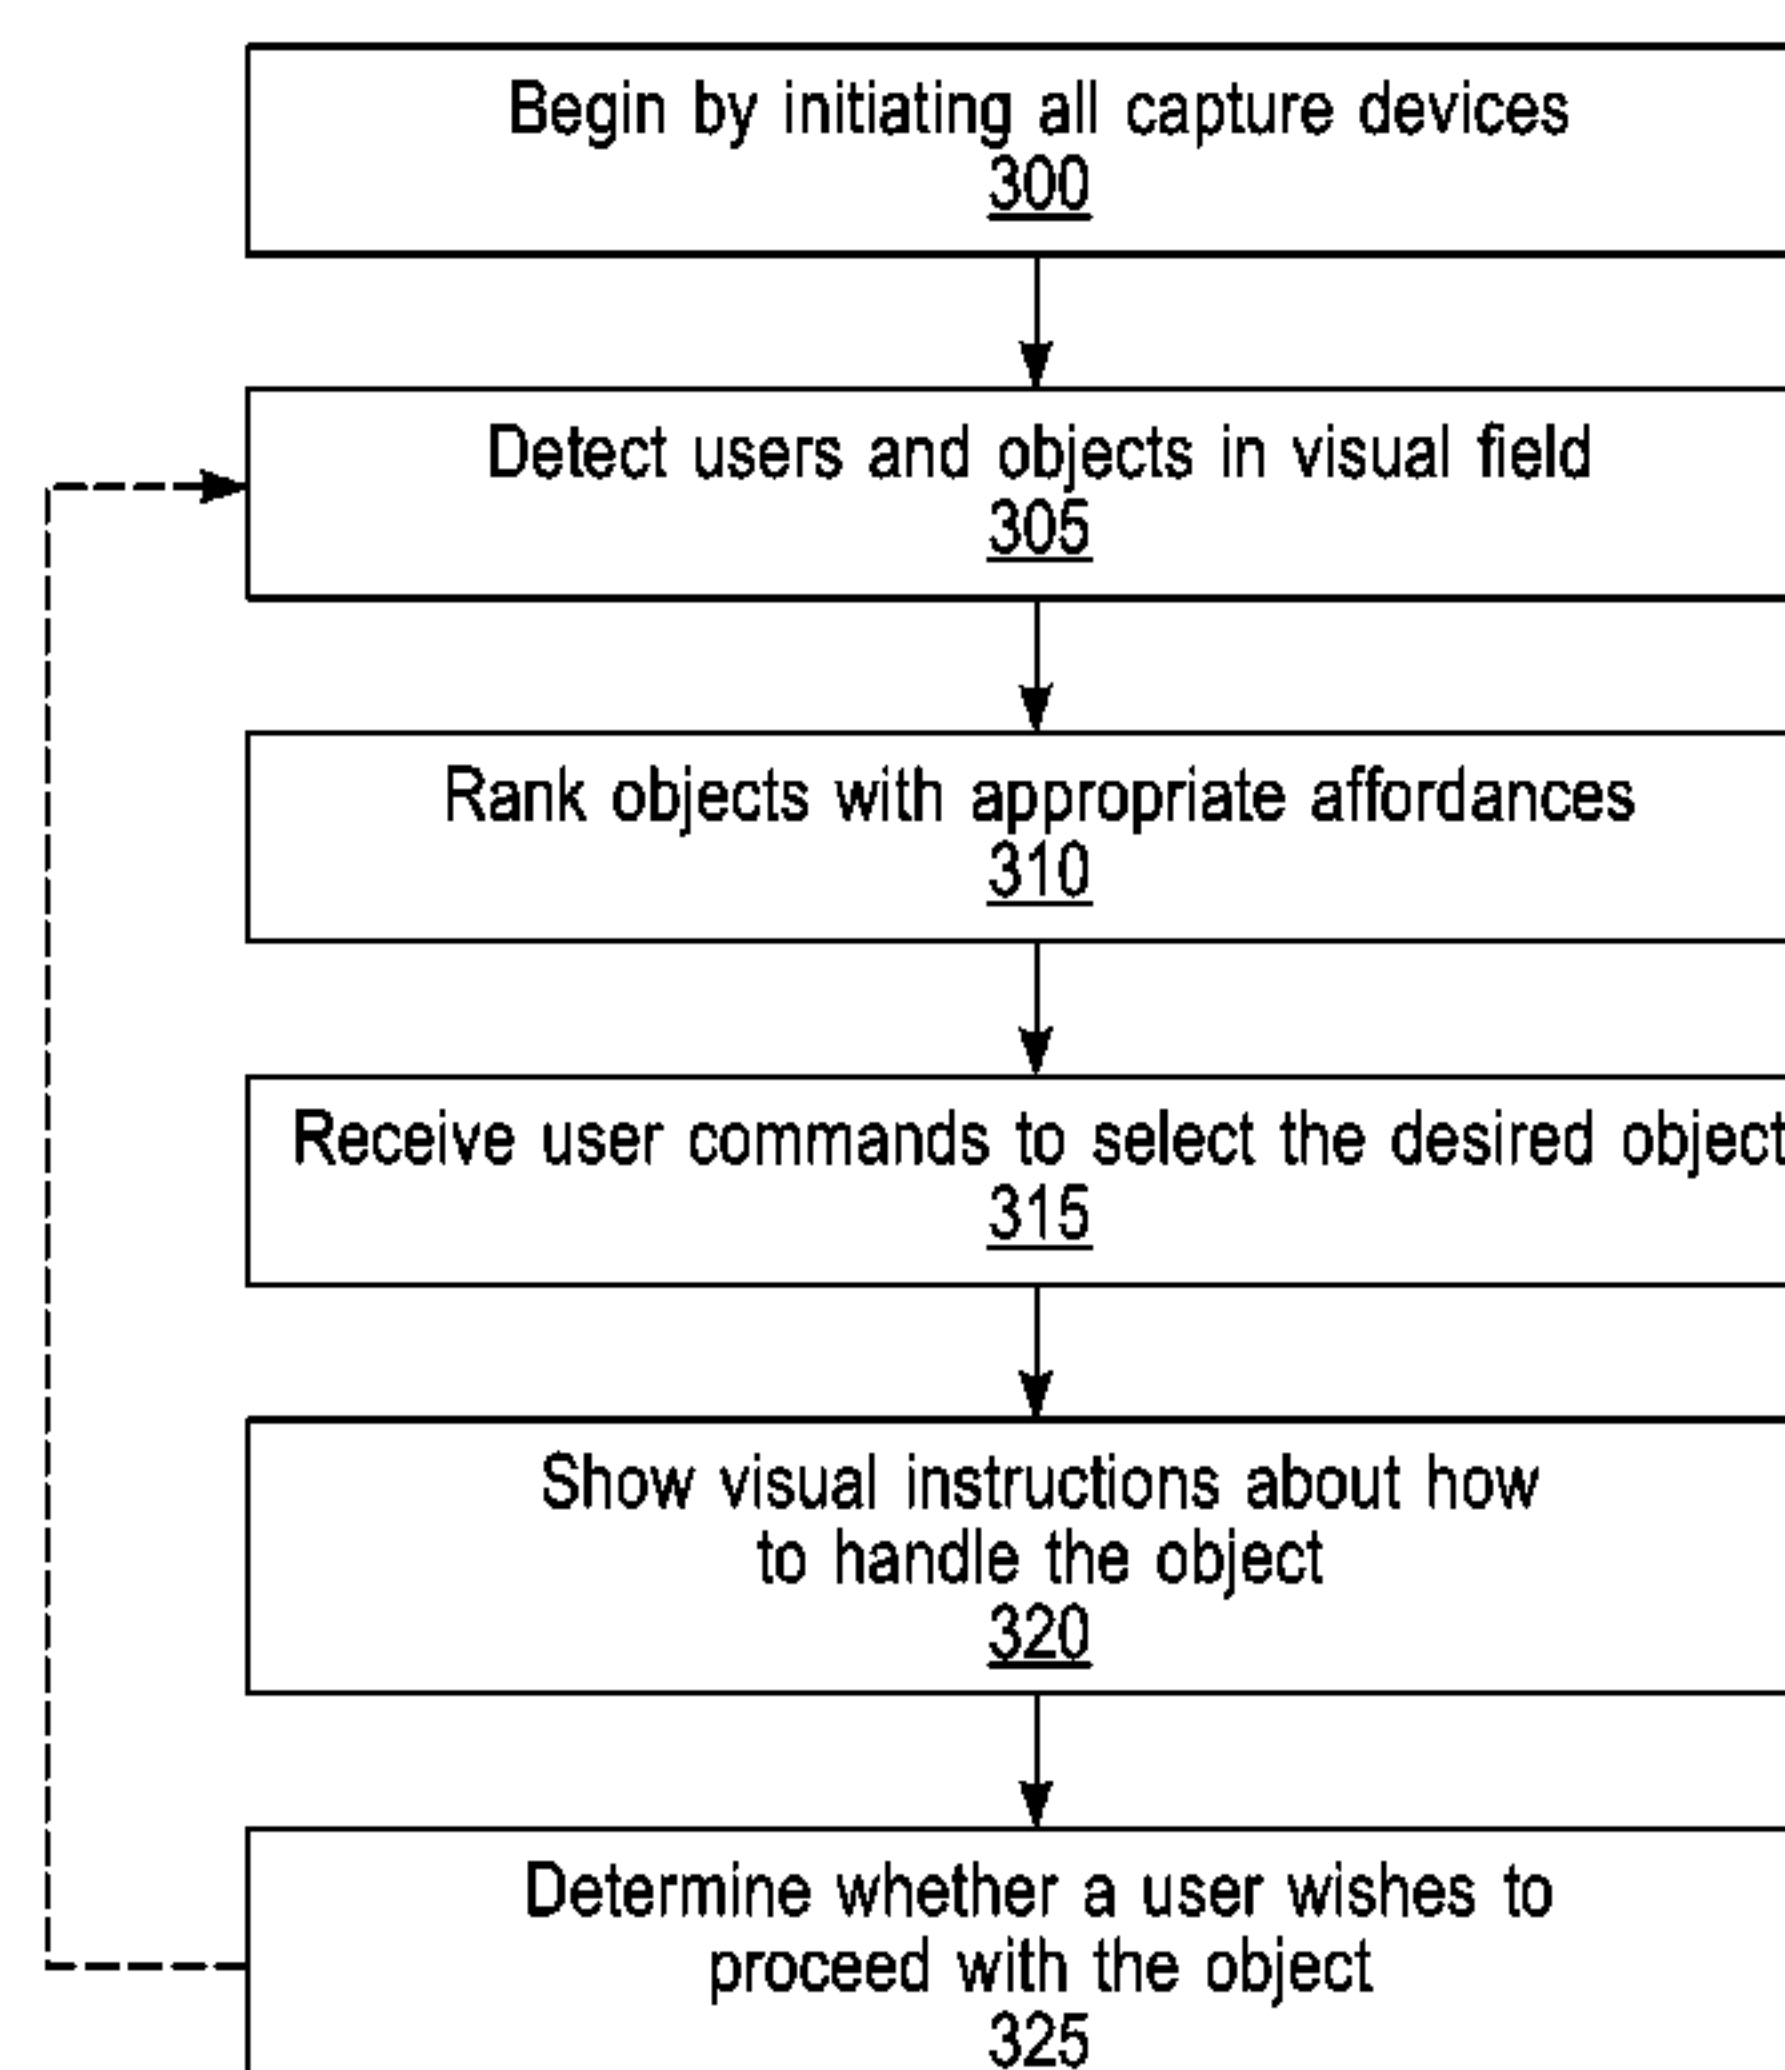 Begin by initiating all capture devices
300
Detect users and objects in visual field
305
Rank objects with appropriate affordances
310
Receive user commands to select the desired object
315
Show visual instructions about how
to handle the object
320
Determine whether a user wishes to
proceed with the object
325